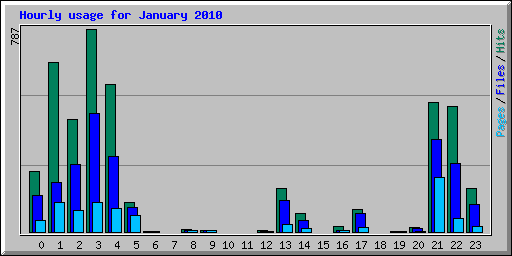 Hourly usage for January 2010
787
Pages/Files/Hits
0 1 2 3 4 5 6 7 8 9 10 11 12 13 14 15 16 17 18 19 20 21 22 23